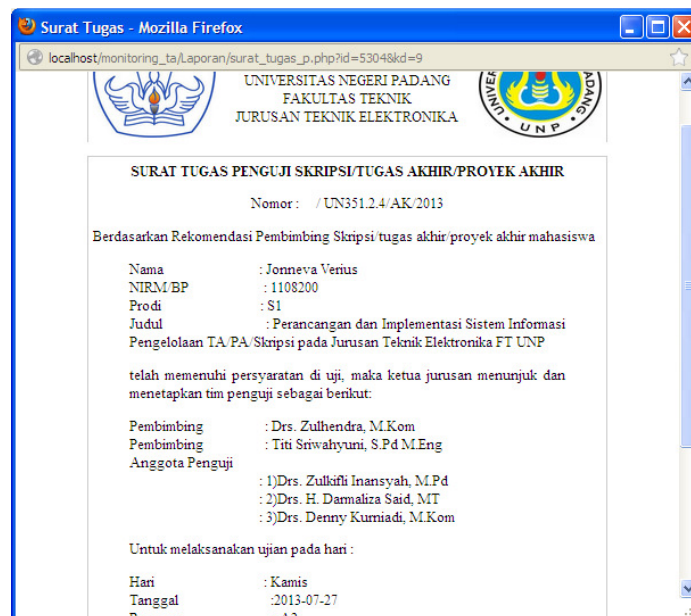 Surat Tugas - Mozilla Firefox
localhost/monitoring_ta/Laporan/surat_tugas_p.php?id=5304&kd=9
UNIVERSITAS NEGERI PADANG
FAKULTAS TEKNIK
JURUSAN TEKNIK ELEKTRONIKA
UNIVER PADANG
U N P
SURAT TUGAS PENGUJI SKRIPSI/TUGAS AKHIR/PROYEK AKHIR
Nomor : / UN351.2.4/AK/2013
Berdasarkan Rekomendasi Pembimbing Skripsi/tugas akhir/proyek akhir mahasiswa
Nama : Jonneva Verius
NIRM/BP : 1108200
Prodi : S1
Judul : Perancangan dan Implementasi Sistem Informasi
Pengelolaan TA/PA/Skripsi pada Jurusan Teknik Elektronika FT UNP
telah memenuhi persyaratan di uji, maka ketua jurusan menunjuk dan
menetapkan tim penguji sebagai berikut:
Pembimbing : Drs. Zulhendra, M.Kom
Pembimbing : Titi Sriwahyuni, S.Pd M.Eng
Anggota Penguji
: 1)Drs. Zulkifli Inansyah, M.Pd
: 2)Drs. H. Darmaliza Said, MT
: 3)Drs. Denny Kurniadi, M.Kom
Untuk melaksanakan ujian pada hari :
Hari : Kamis
Tanggal :2013-07-27